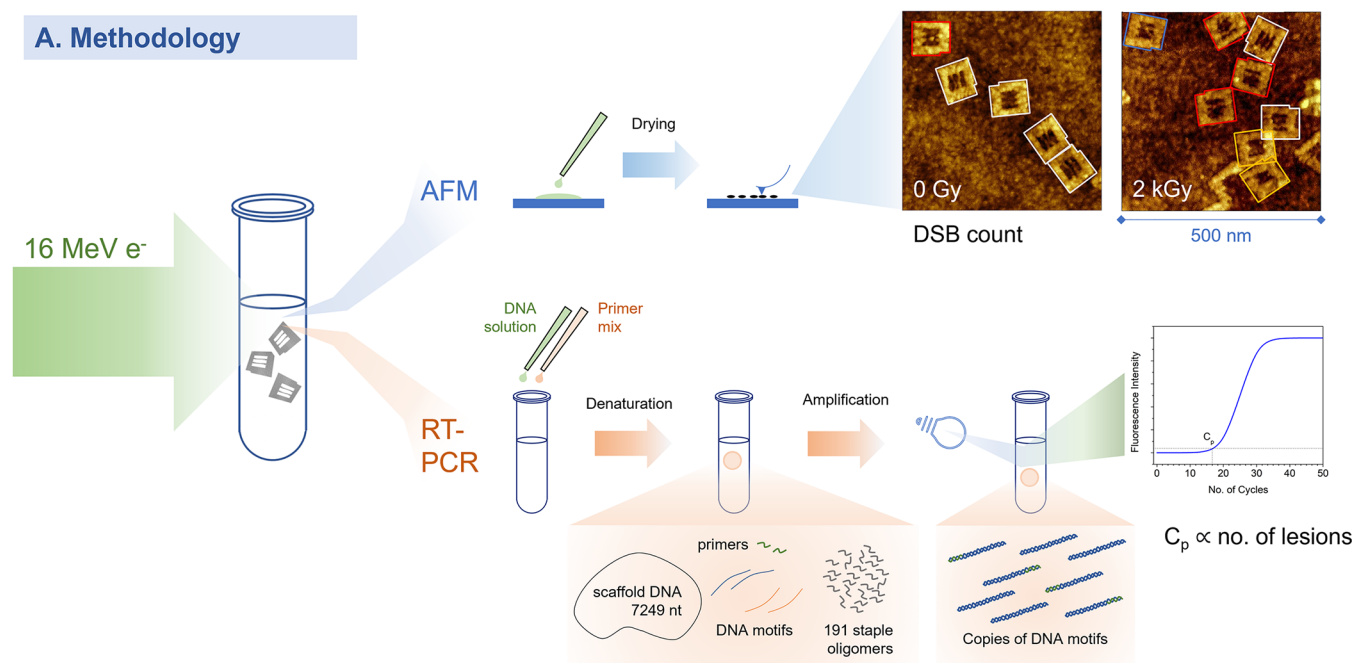 A. Methodology
16 MeV e⁻
AFM
Drying
0 Gy
2 kGy
DSB count
500 nm
RT-
PCR
DNA
solution
Primer
mix
Denaturation
Amplification
scaffold DNA
7249 nt
primers
DNA motifs
191 staple
oligomers
Copies of DNA motifs
Fluorescence Intensity
Cₚ
0 10 20 30 40 50
No. of Cycles
Cₚ ∝ no. of lesions